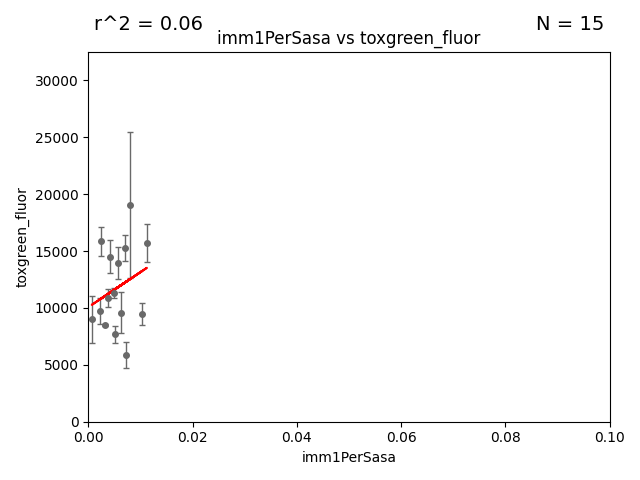 r^2 = 0.06
N = 15
imm1PerSasa vs toxgreen_fluor
30000
25000
20000
15000
10000
5000
0
toxgreen_fluor
0.00 0.02 0.04 0.06 0.08 0.10
imm1PerSasa